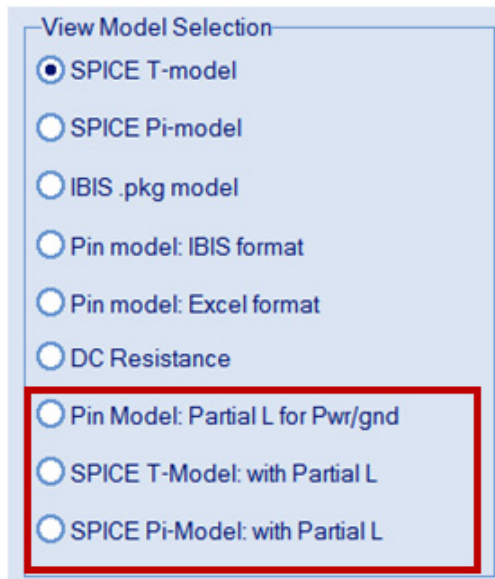 View Model Selection
SPICE T-model
SPICE Pi-model
IBIS .pkg model
Pin model: IBIS format
Pin model: Excel format
DC Resistance
Pin Model: Partial L for Pwr/gnd
SPICE T-Model: with Partial L
SPICE Pi-Model: with Partial L